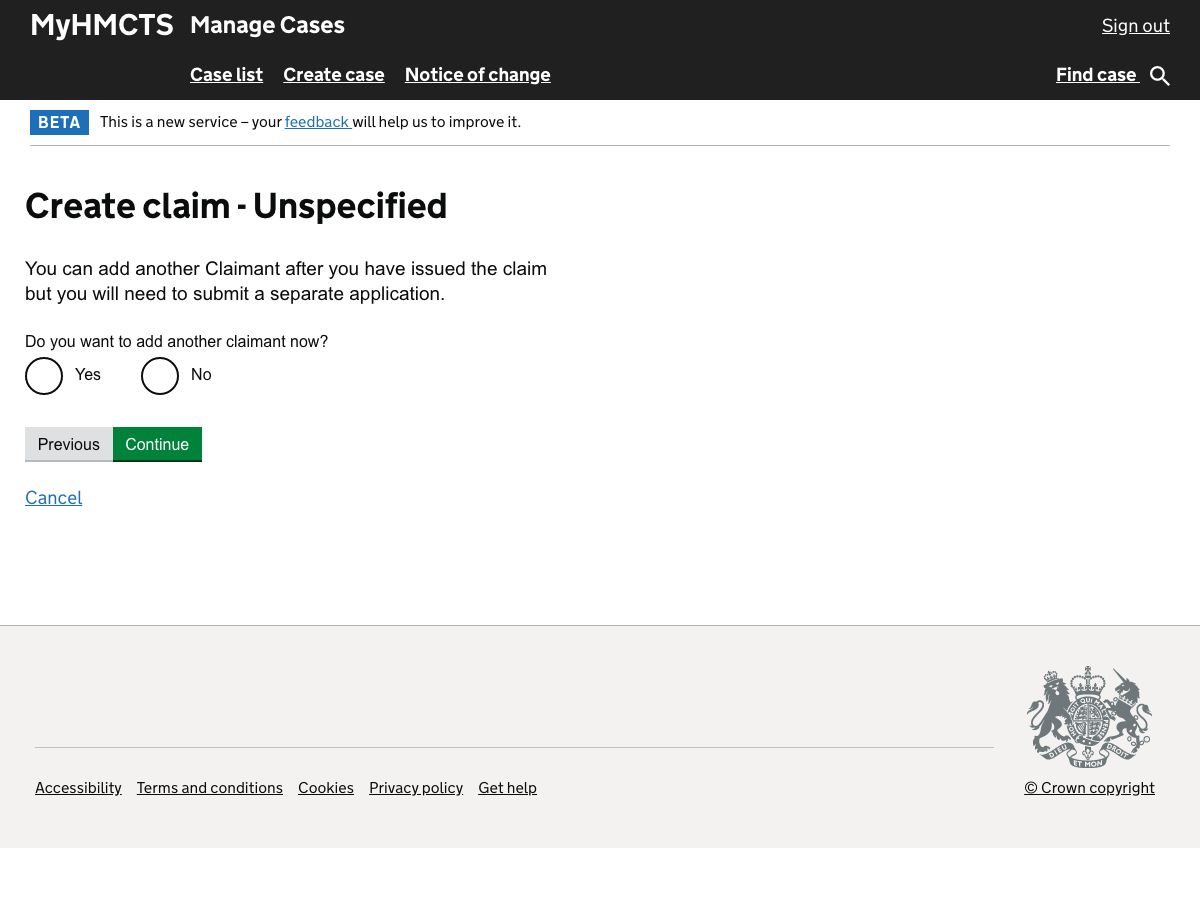 MyHMCTS Manage Cases Sign out
Case list Create case Notice of change Find case
BETA This is a new service – your feedback will help us to improve it.
Create claim - Unspecified
You can add another Claimant after you have issued the claim
but you will need to submit a separate application.
Do you want to add another claimant now?
Yes No
Previous Continue
Cancel
DIEU ET MON DROIT
Accessibility Terms and conditions Cookies Privacy policy Get help © Crown copyright